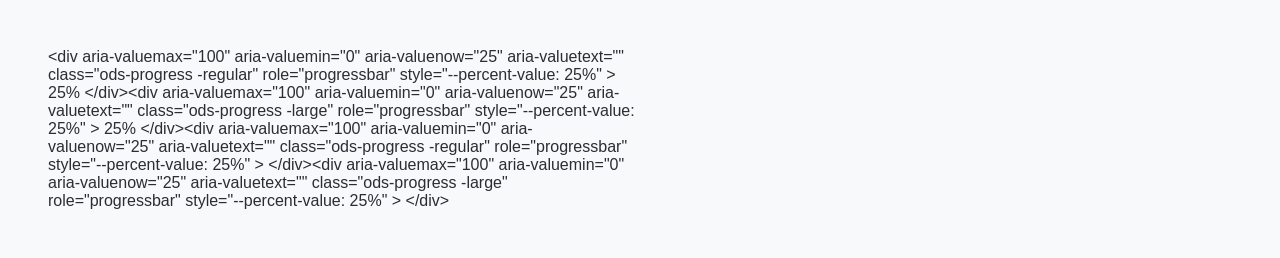 <div aria-valuemax="100" aria-valuemin="0" aria-valuenow="25" aria-valuetext=""
class="ods-progress -regular" role="progressbar" style="--percent-value: 25%" >
25% </div><div aria-valuemax="100" aria-valuemin="0" aria-valuenow="25" aria-
valuetext="" class="ods-progress -large" role="progressbar" style="--percent-value:
25%" > 25% </div><div aria-valuemax="100" aria-valuemin="0" aria-
valuenow="25" aria-valuetext="" class="ods-progress -regular" role="progressbar"
style="--percent-value: 25%" > </div><div aria-valuemax="100" aria-valuemin="0"
aria-valuenow="25" aria-valuetext="" class="ods-progress -large"
role="progressbar" style="--percent-value: 25%" > </div>